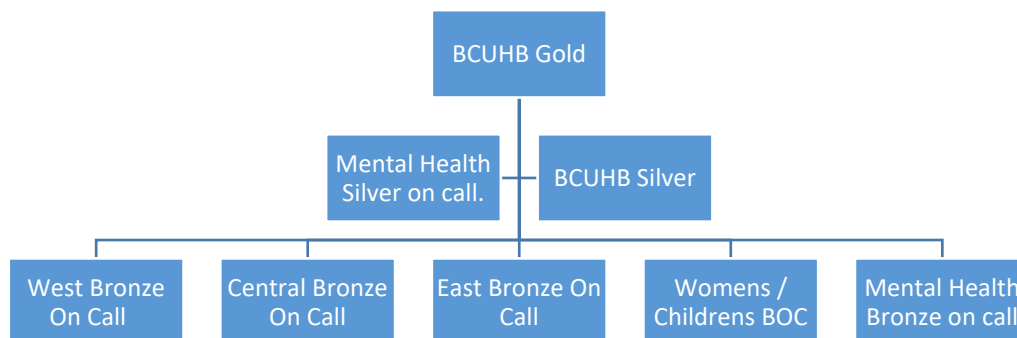 BCUHB Gold
Mental Health
Silver on call.
BCUHB Silver
West Bronze
On Call
Central Bronze
On Call
East Bronze On
Call
Womens /
Childrens BOC
Mental Health
Bronze on call